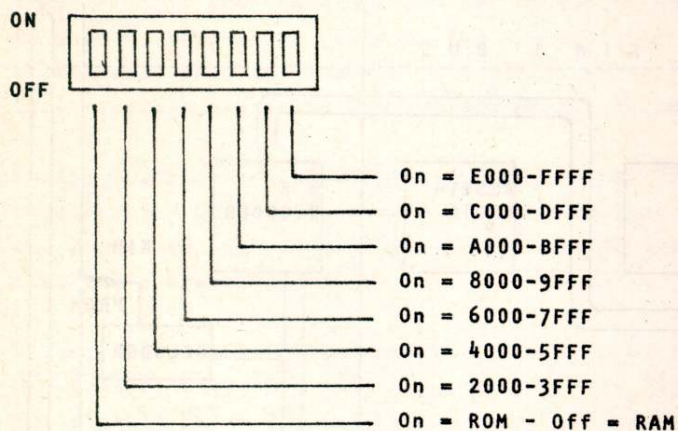 ON
OFF
On = E000-FFFF
On = C000-DFFF
On = A000-BFFF
On = 8000-9FFF
On = 6000-7FFF
On = 4000-5FFF
On = 2000-3FFF
On = ROM - Off = RAM